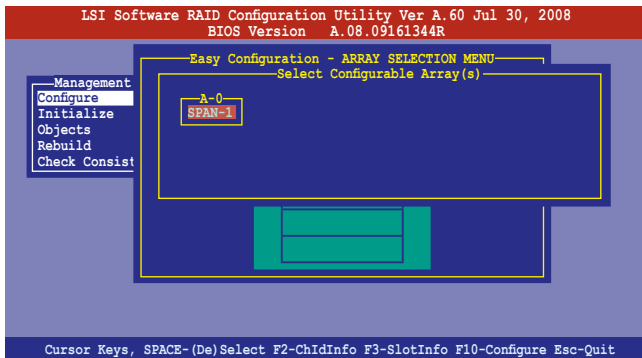 LSI Software RAID Configuration Utility Ver A.60 Jul 30, 2008
BIOS Version A.08.09161344R
Easy Configuration - ARRAY SELECTION MENU
Select Configurable Array(s)
A-0
SPAN-1
Management
Configure
Initialize
Objects
Rebuild
Check Consist
Cursor Keys, SPACE-(De)Select F2-ChIdInfo F3-SlotInfo F10-Configure Esc-Quit